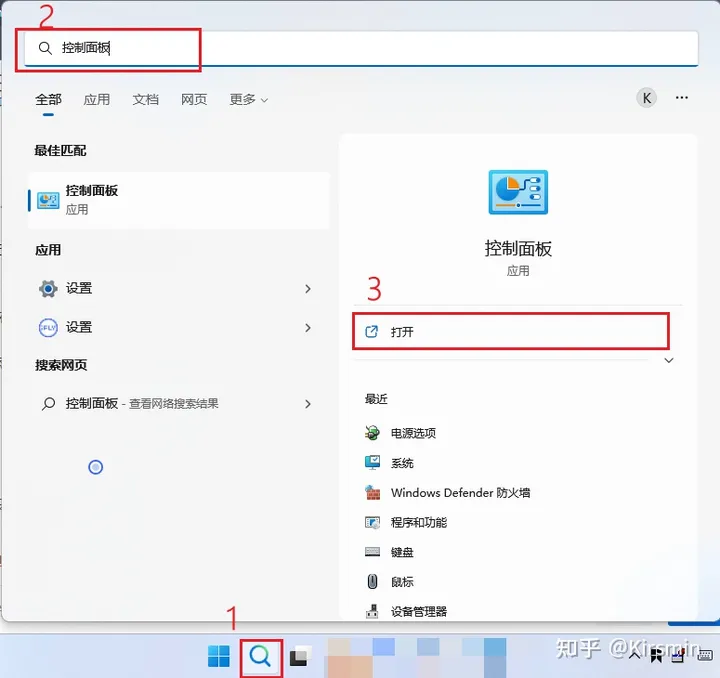 2
控制面板
全部 应用 文档 网页 更多
K
最佳匹配
控制面板
应用
应用
设置
设置
搜索网页
控制面板 - 查看网络搜索结果
控制面板
应用
3
打开
最近
电源选项
系统
Windows Defender 防火墙
程序和功能
键盘
鼠标
设备管理器
1
知乎 @Kirsmin